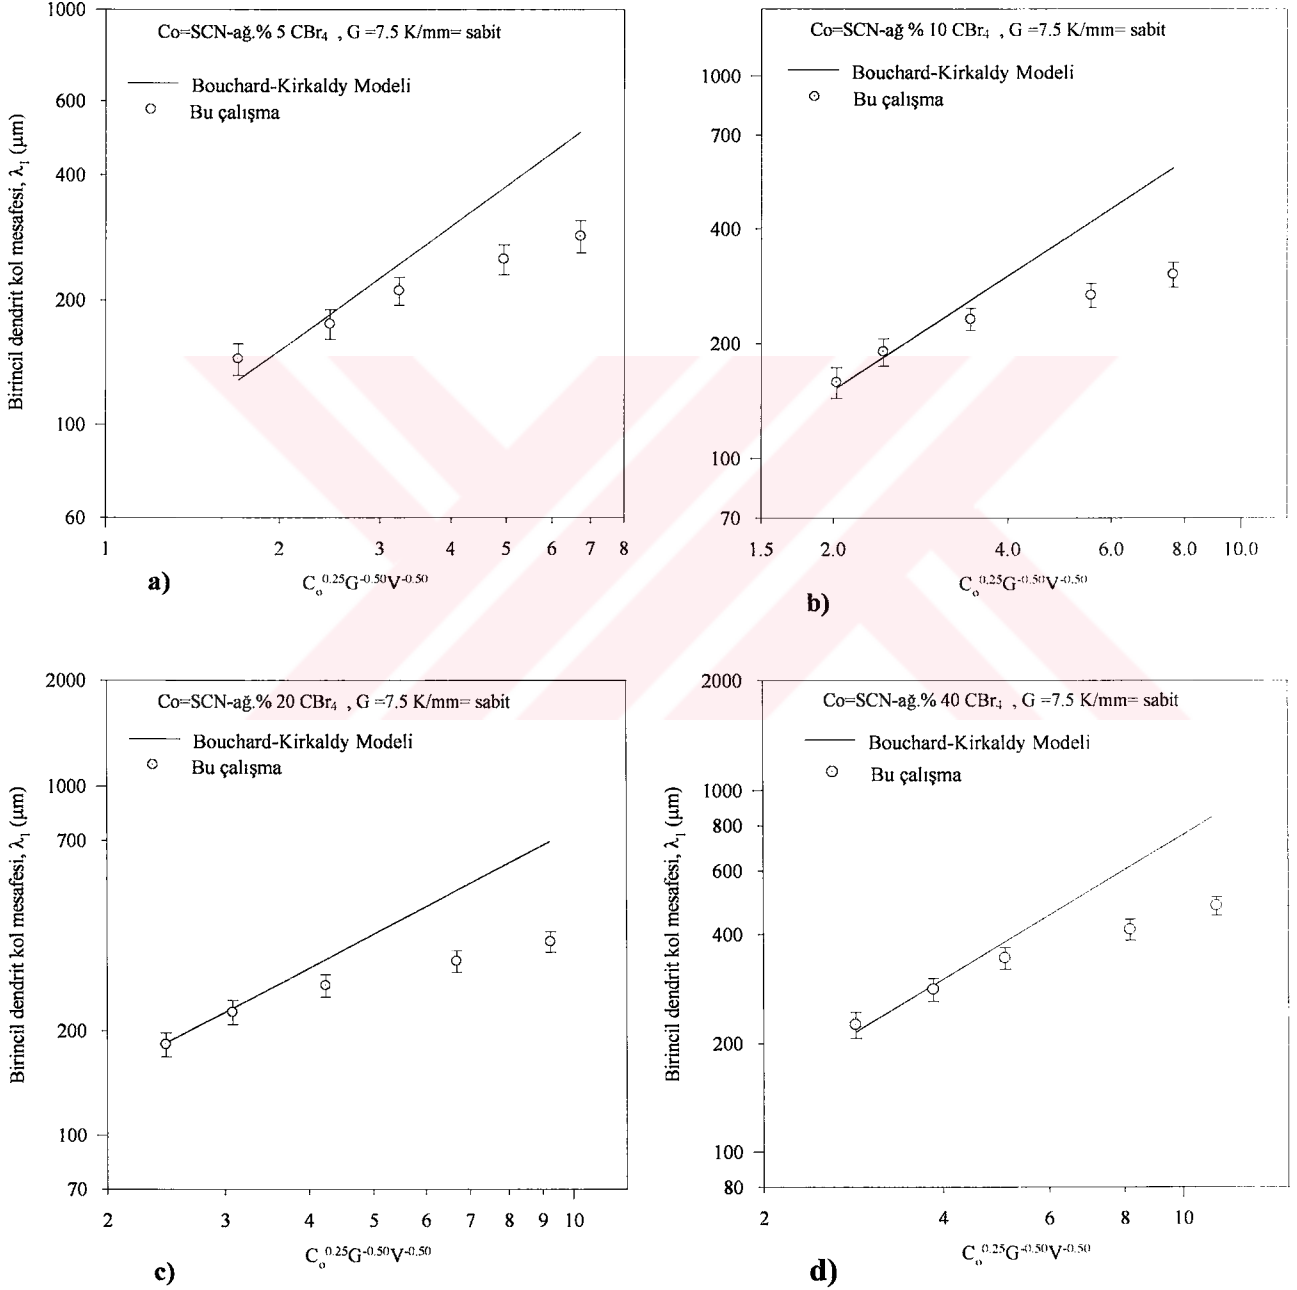 Co=SCN-ağ.% 5 CBr₄ , G =7.5 K/mm= sabit
Bouchard-Kirkaldy Modeli
Bu çalışma
Birincil dendrit kol mesafesi, λ₁ (µm)
1000
600
400
200
100
60
1 2 3 4 5 6 7 8
a)
Cₒ⁰·²⁵G⁻⁰·⁵⁰V⁻⁰·⁵⁰
Co=SCN-ağ % 10 CBr₄ , G =7.5 K/mm= sabit
Bouchard-Kirkaldy Modeli
Bu çalışma
1000
700
400
200
100
70
1.5 2.0 4.0 6.0 8.0 10.0
b)
Cₒ⁰·²⁵G⁻⁰·⁵⁰V⁻⁰·⁵⁰
Co=SCN-ağ.% 20 CBr₄ , G =7.5 K/mm= sabit
Bouchard-Kirkaldy Modeli
Bu çalışma
Birincil dendrit kol mesafesi, λ₁ (µm)
2000
1000
700
200
100
70
2 3 4 5 6 7 8 9 10
c)
Cₒ⁰·²⁵G⁻⁰·⁵⁰V⁻⁰·⁵⁰
Co=SCN-ağ.% 40 CBr₄ , G =7.5 K/mm= sabit
Bouchard-Kirkaldy Modeli
Bu çalışma
Birincil dendrit kol mesafesi, λ₁ (µm)
2000
1000
800
600
400
200
100
80
2 4 6 8 10
d)
Cₒ⁰·²⁵G⁻⁰·⁵⁰V⁻⁰·⁵⁰